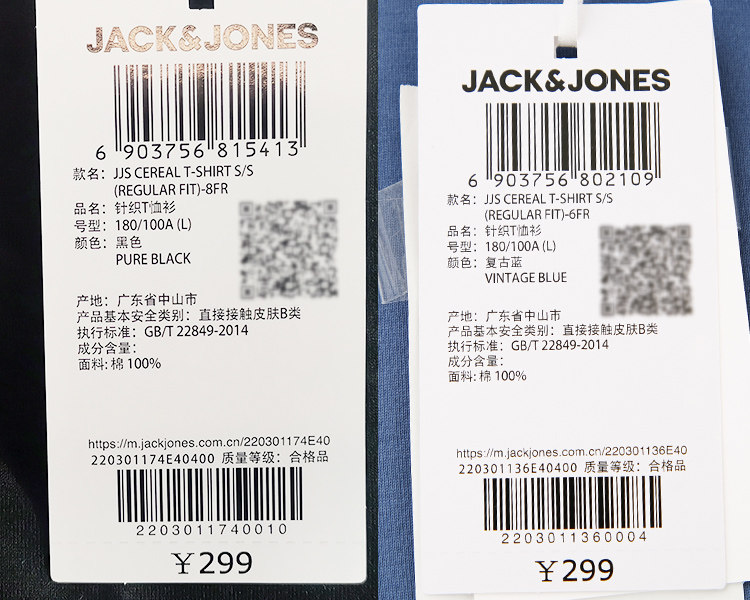 JACK&JONES
6 903756 815413
款名：JJS CEREAL T-SHIRT S/S
(REGULAR FIT)-8FR
品名：针织T恤衫
号型：180/100A (L)
颜色：黑色
PURE BLACK
产地：广东省中山市
产品基本安全类别：直接接触皮肤B类
执行标准：GB/T 22849-2014
成分含量：
面料: 棉 100%
https://m.jackjones.com.cn/220301174E40
220301174E40400 质量等级：合格品
2203011740010
￥299
JACK&JONES
6 903756 802109
款名：JJS CEREAL T-SHIRT S/S
(REGULAR FIT)-6FR
品名：针织T恤衫
号型：180/100A (L)
颜色：复古蓝
VINTAGE BLUE
产地：广东省中山市
产品基本安全类别：直接接触皮肤B类
执行标准：GB/T 22849-2014
成分含量：
面料: 棉 100%
https://m.jackjones.com.cn/220301136E40
220301136E40400 质量等级：合格品
2203011360004
￥299